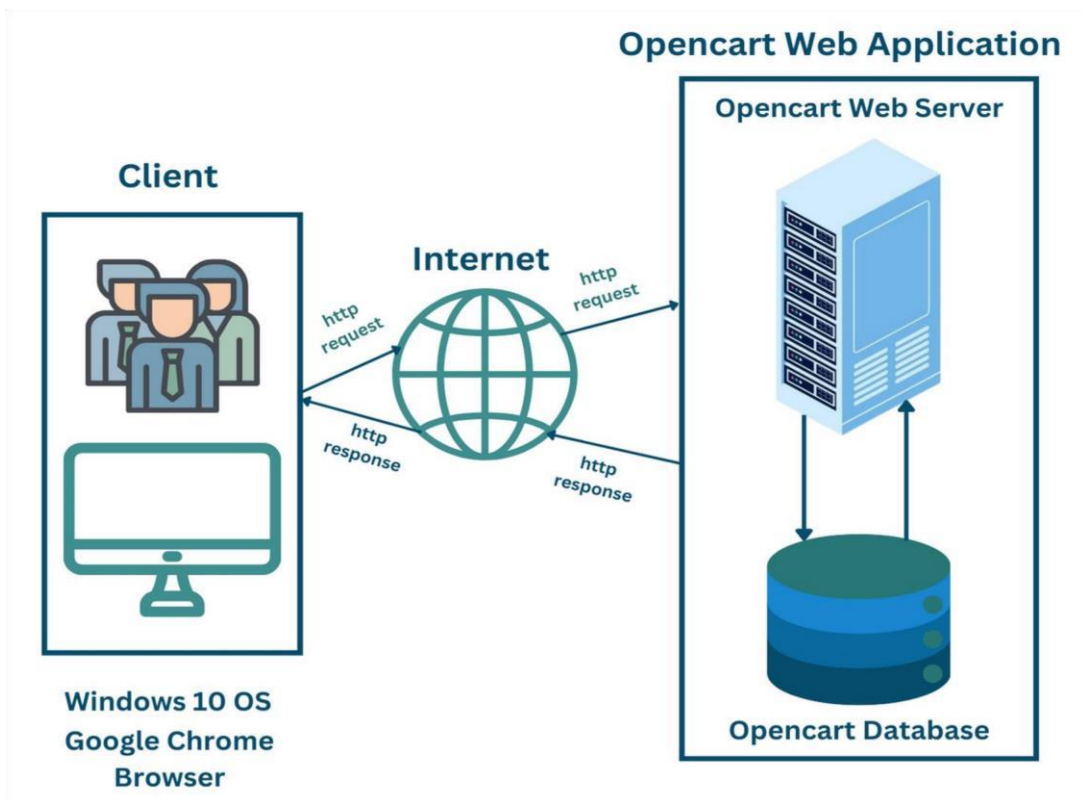 Opencart Web Application
Opencart Web Server
Client
Internet
http
request
http
request
http
response
http
response
Opencart Database
Windows 10 OS
Google Chrome
Browser